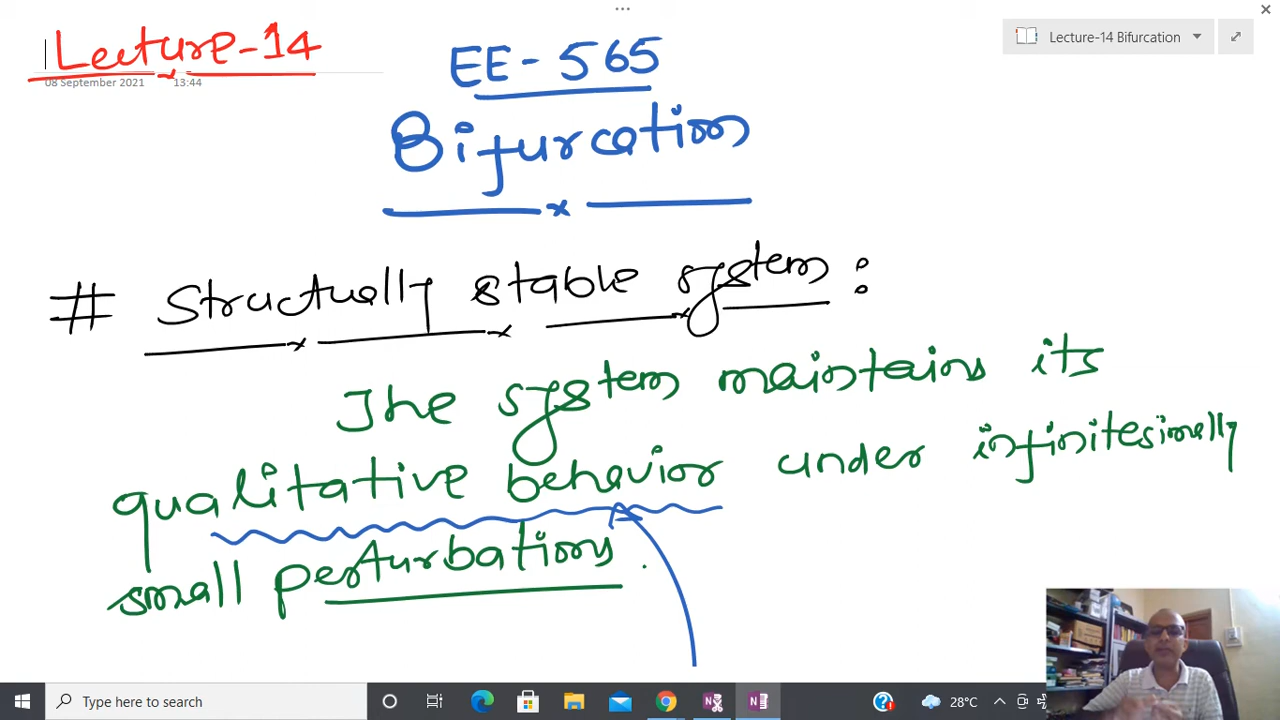 Lecture-14
08 September 2021 13:44
Lecture-14 Bifurcation
EE-565
Bifurcation
# Structually stable system:
The system maintains its
qualitative behavior under infinitesimally
small perturbations.
Type here to search
28°C